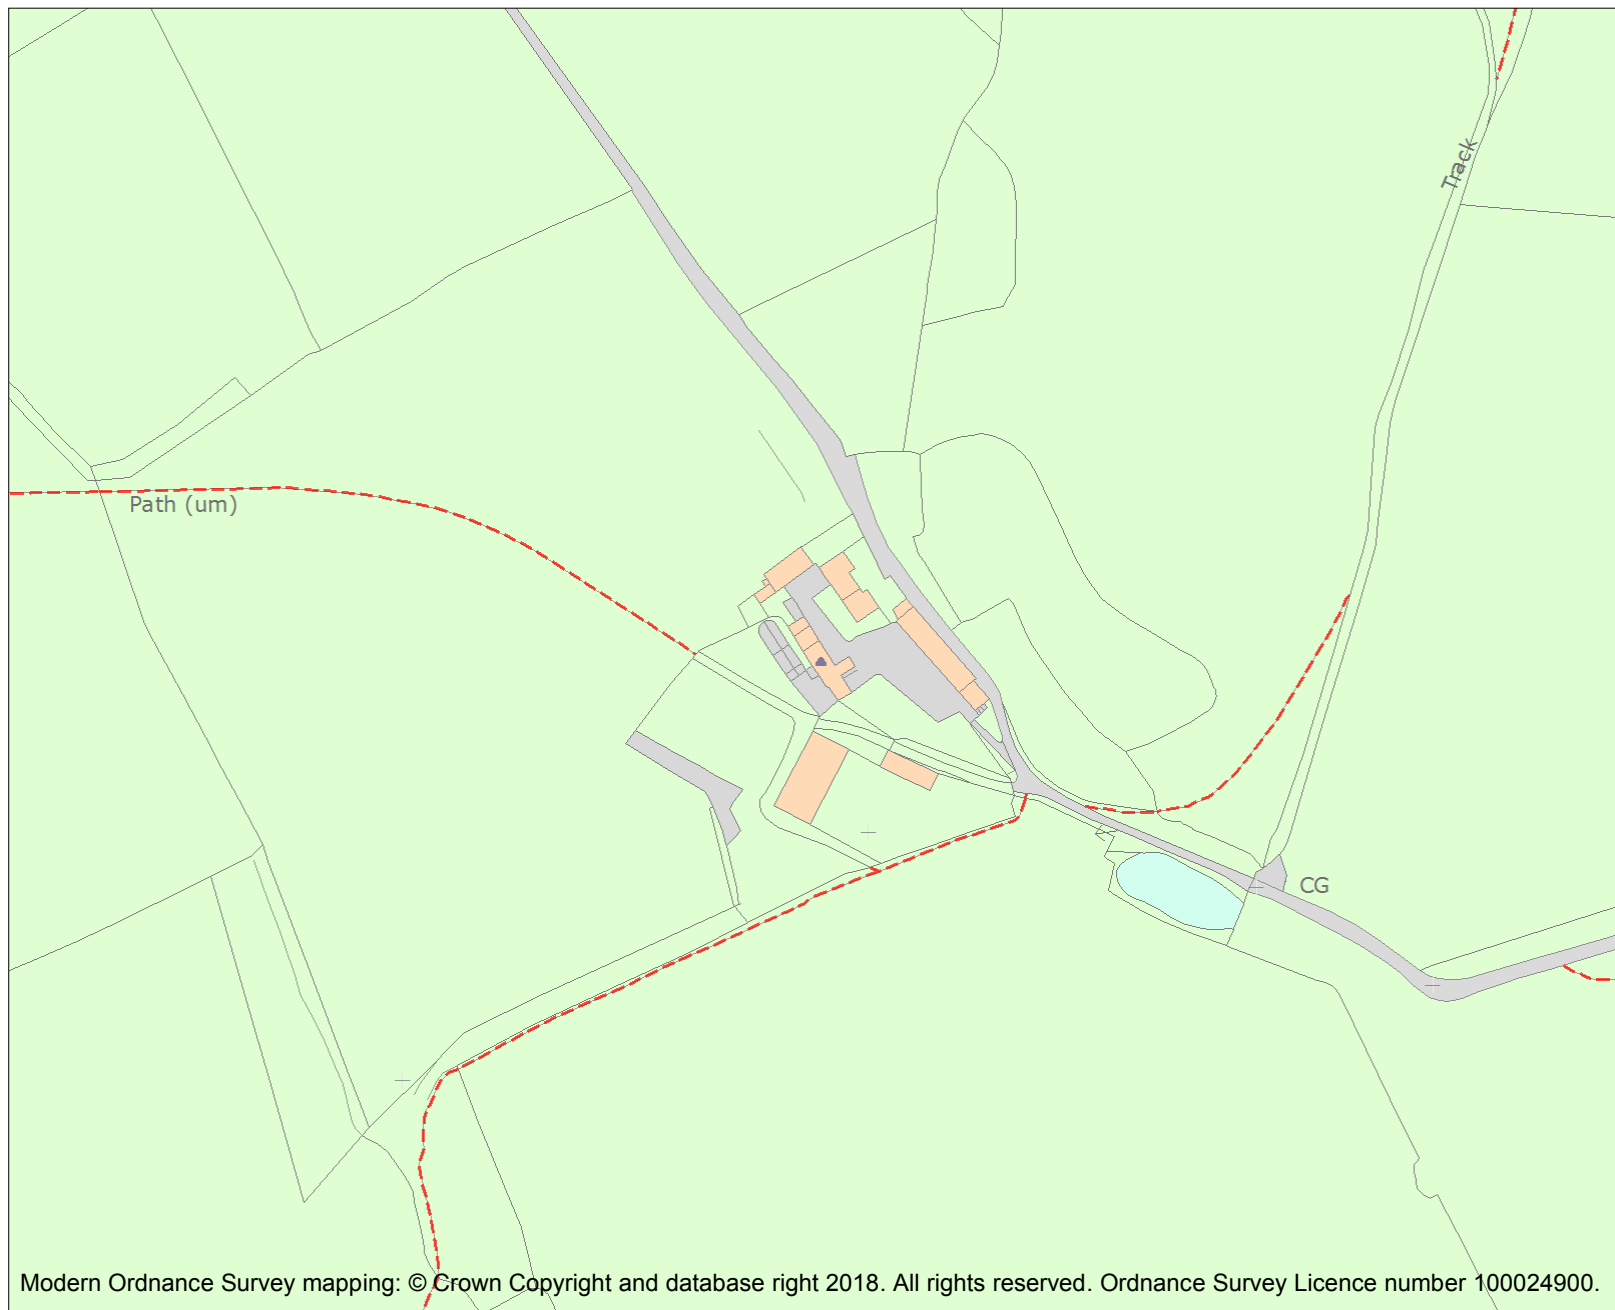 Track
Path (um)
CG
Modern Ordnance Survey mapping: © Crown Copyright and database right 2018. All rights reserved. Ordnance Survey Licence number 100024900.